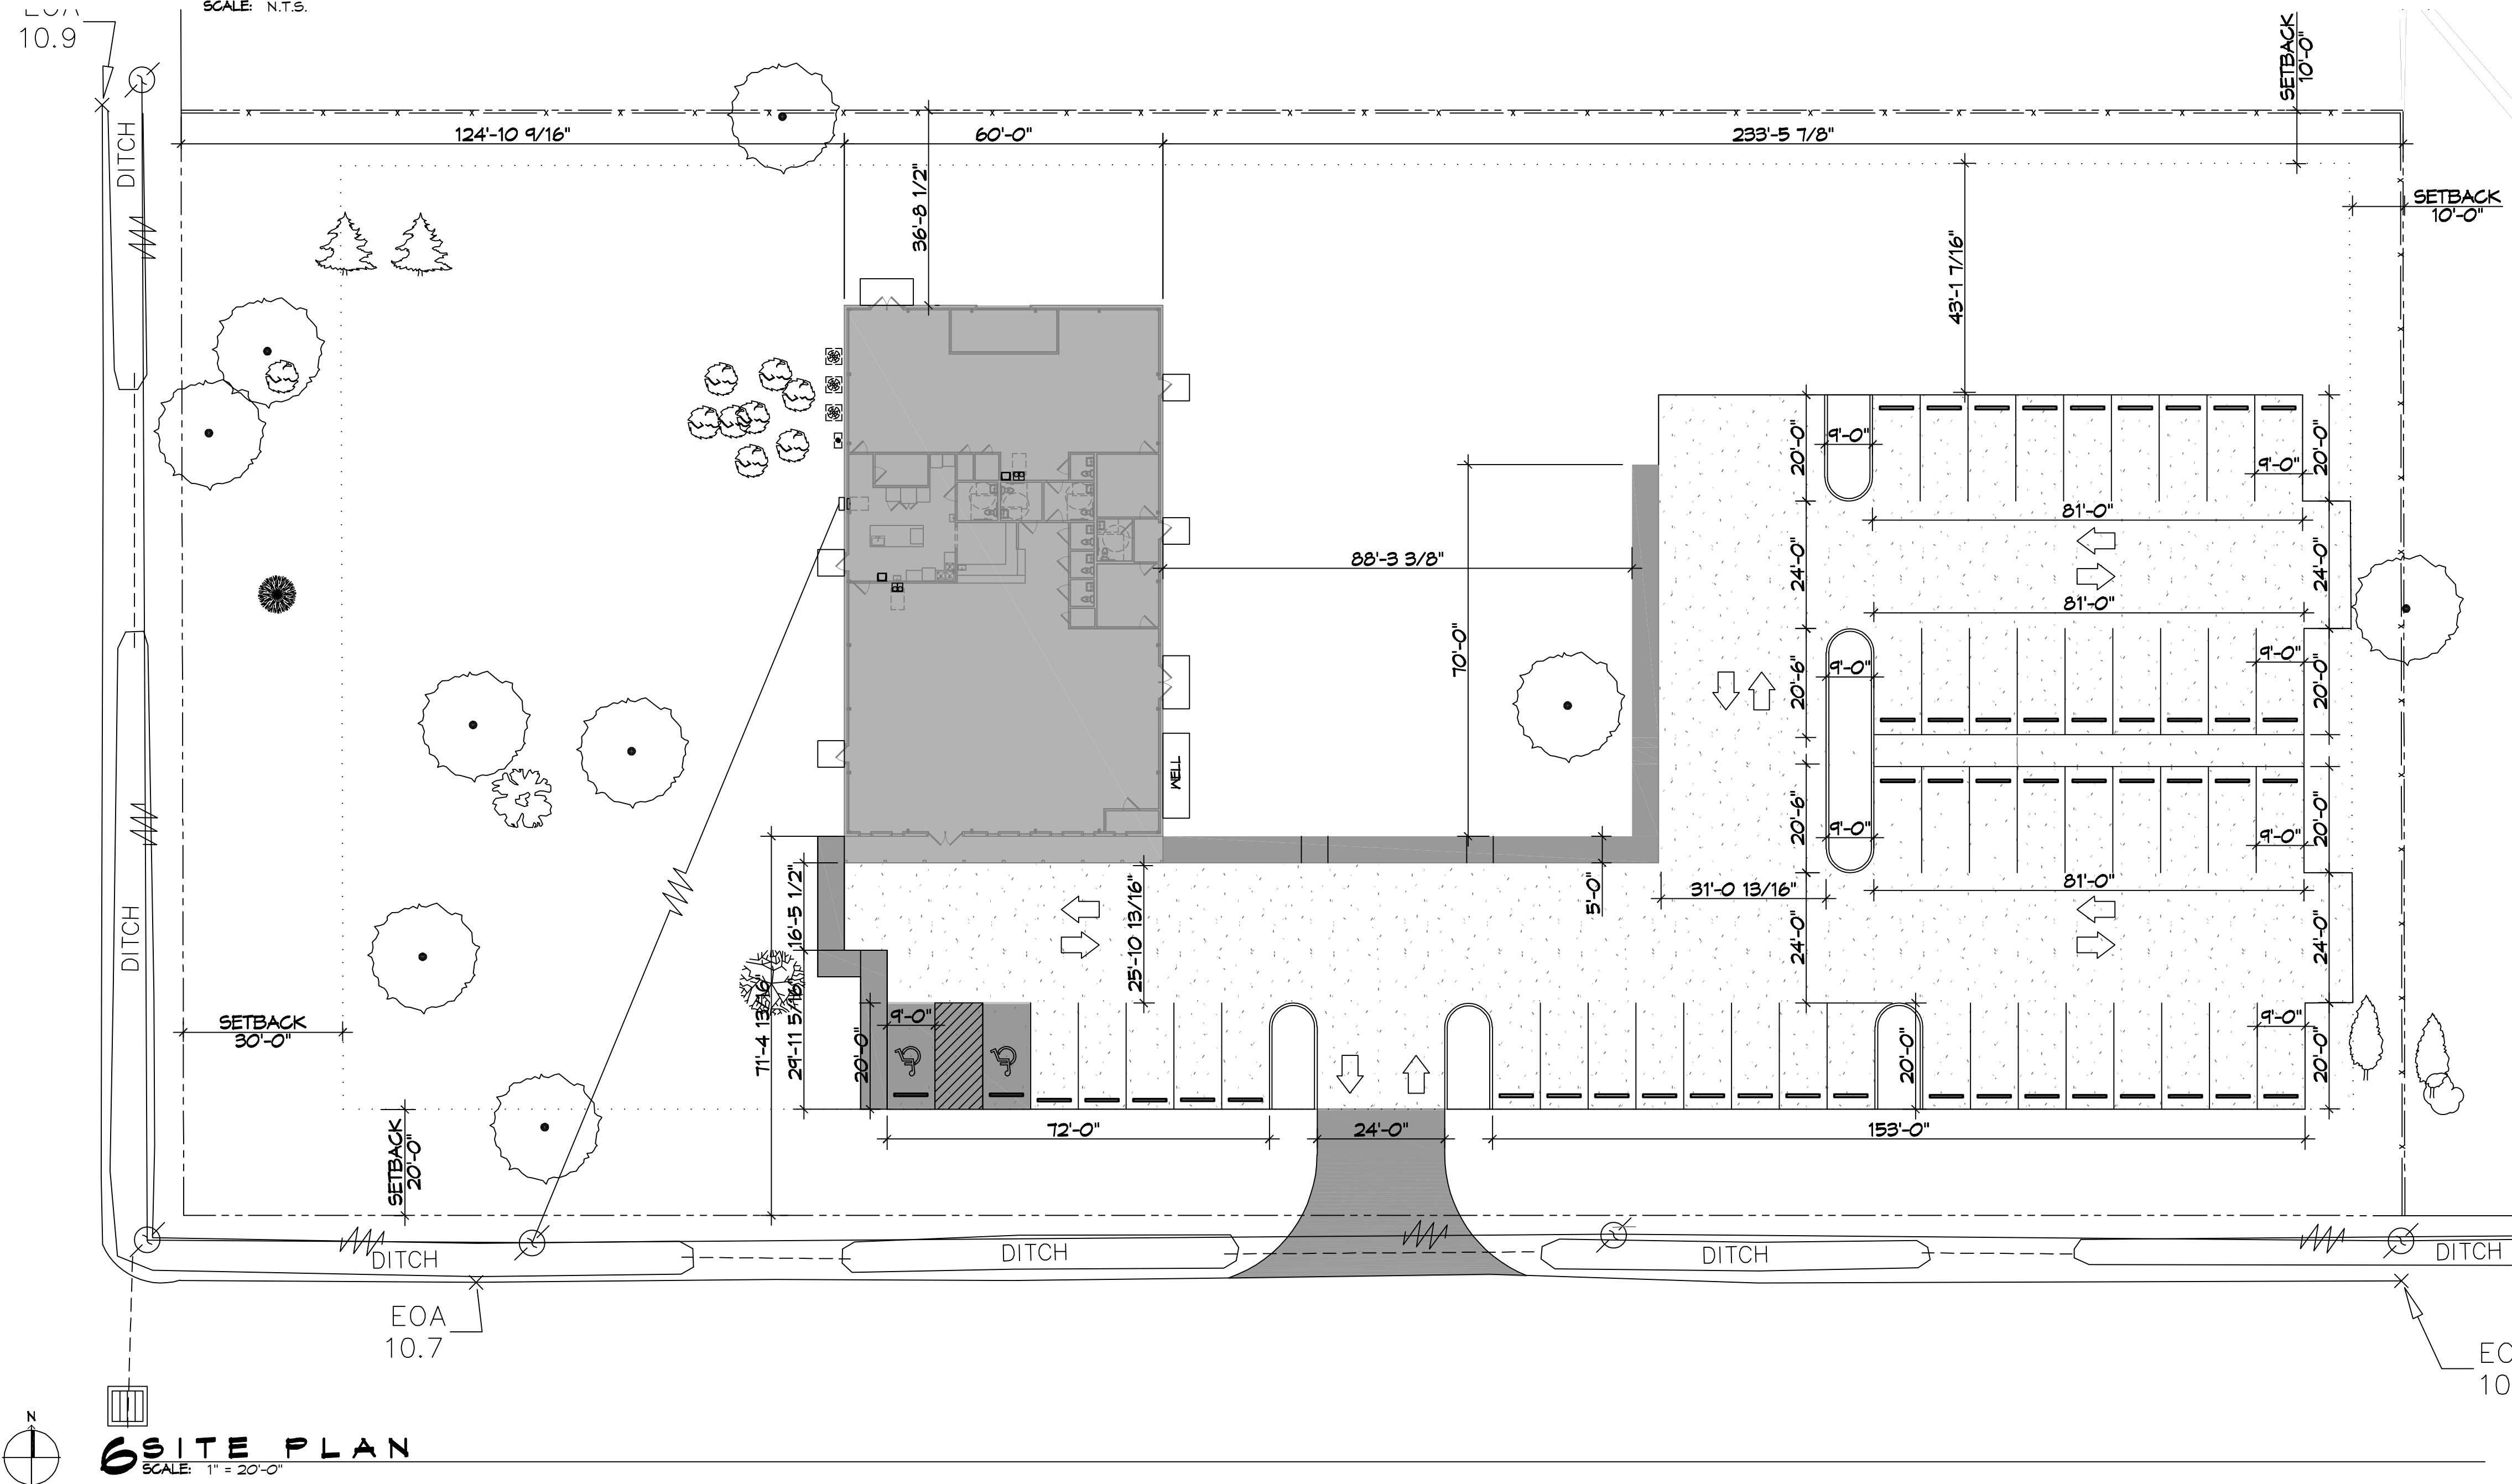 SCALE: N.T.S.
10.9
SETBACK
10'-0"
DITCH
124'-10 9/16"
60'-0"
233'-5 7/8"
36'-8 1/2"
43'-1 7/16"
SETBACK
10'-0"
20'-0"
9'-0"
9'-0"
20'-0"
81'-0"
88'-3 3/8"
24'-0"
24'-0"
81'-0"
70'-0"
20'-6"
9'-0"
9'-0"
20'-0"
WELL
20'-6"
9'-0"
9'-0"
20'-0"
DITCH
16'-5 1/2"
25'-10 13/16"
5'-0"
31'-0 13/16"
81'-0"
24'-0"
24'-0"
SETBACK
30'-0"
71'-4 13/16"
29'-11 5/16"
20'-0"
9'-0"
20'-0"
9'-0"
20'-0"
SETBACK
20'-0"
72'-0"
24'-0"
153'-0"
DITCH
DITCH
DITCH
DITCH
EOA
10.7
N
6 SITE PLAN
SCALE: 1" = 20'-0"